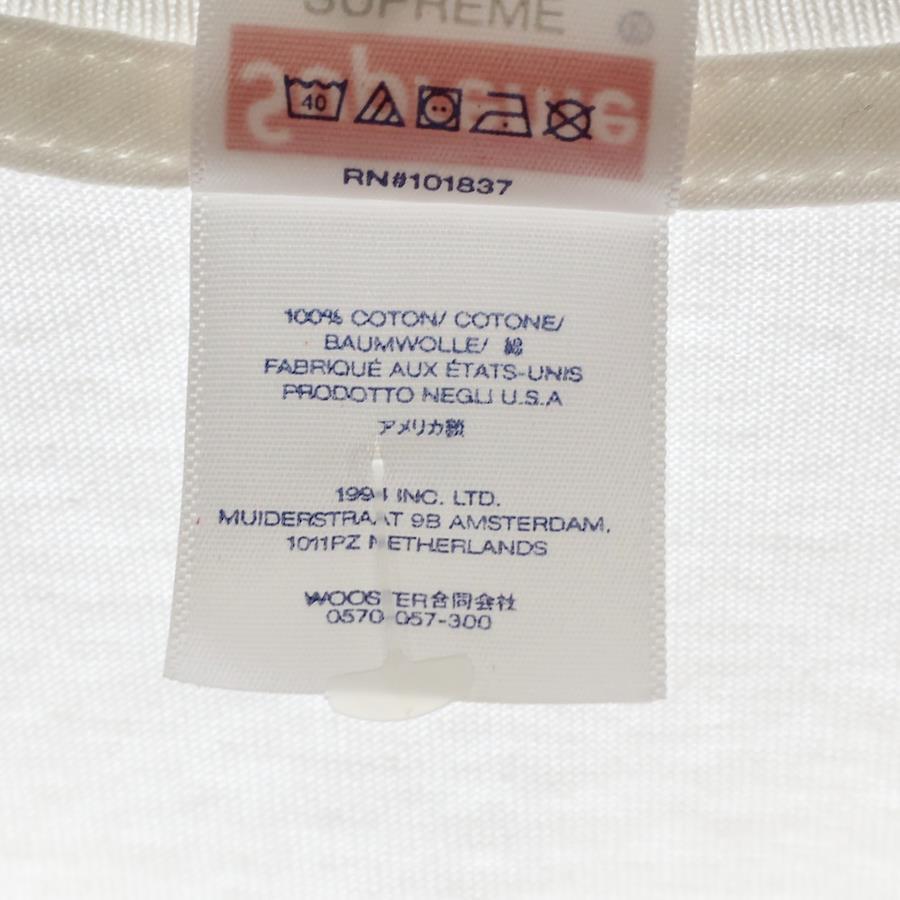 SUPREME ®
Supreme
40
RN#101837
100% COTON/ COTONE/
BAUMWOLLE/ 綿
FABRIQUÉ AUX ÉTATS-UNIS
PRODOTTO NEGLI U.S.A
アメリカ製
1994 INC. LTD.
MUIDERSTRAAT 9B AMSTERDAM,
1011PZ NETHERLANDS
WOOSTER合同会社
0570-057-300